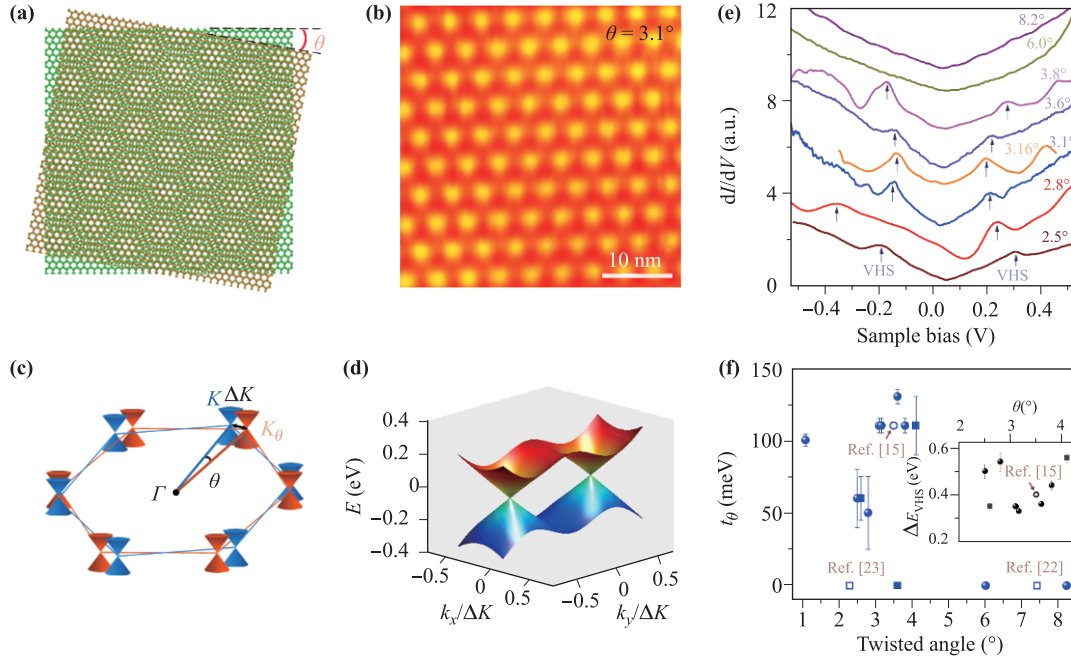 (a)
θ
(b)
θ = 3.1°
10 nm
(c)
K
ΔK
K_θ
Γ
θ
(d)
0.4
0.2
0
−0.2
−0.4
E (eV)
−0.5
0
0.5
k_x/ΔK
−0.5
0
0.5
k_y/ΔK
(e)
12
8
4
0
dI/dV (a.u.)
8.2°
6.0°
3.8°
3.6°
3.16°
3.1°
2.8°
2.5°
VHS
VHS
−0.4
−0.2
0.0
0.2
0.4
Sample bias (V)
(f)
150
100
50
0
t_θ (meV)
Ref. [15]
Ref. [23]
Ref. [22]
1
2
3
4
5
6
7
8
Twisted angle (°)
θ(°)
2
3
4
0.6
0.4
0.2
ΔE_VHS (eV)
Ref. [15]